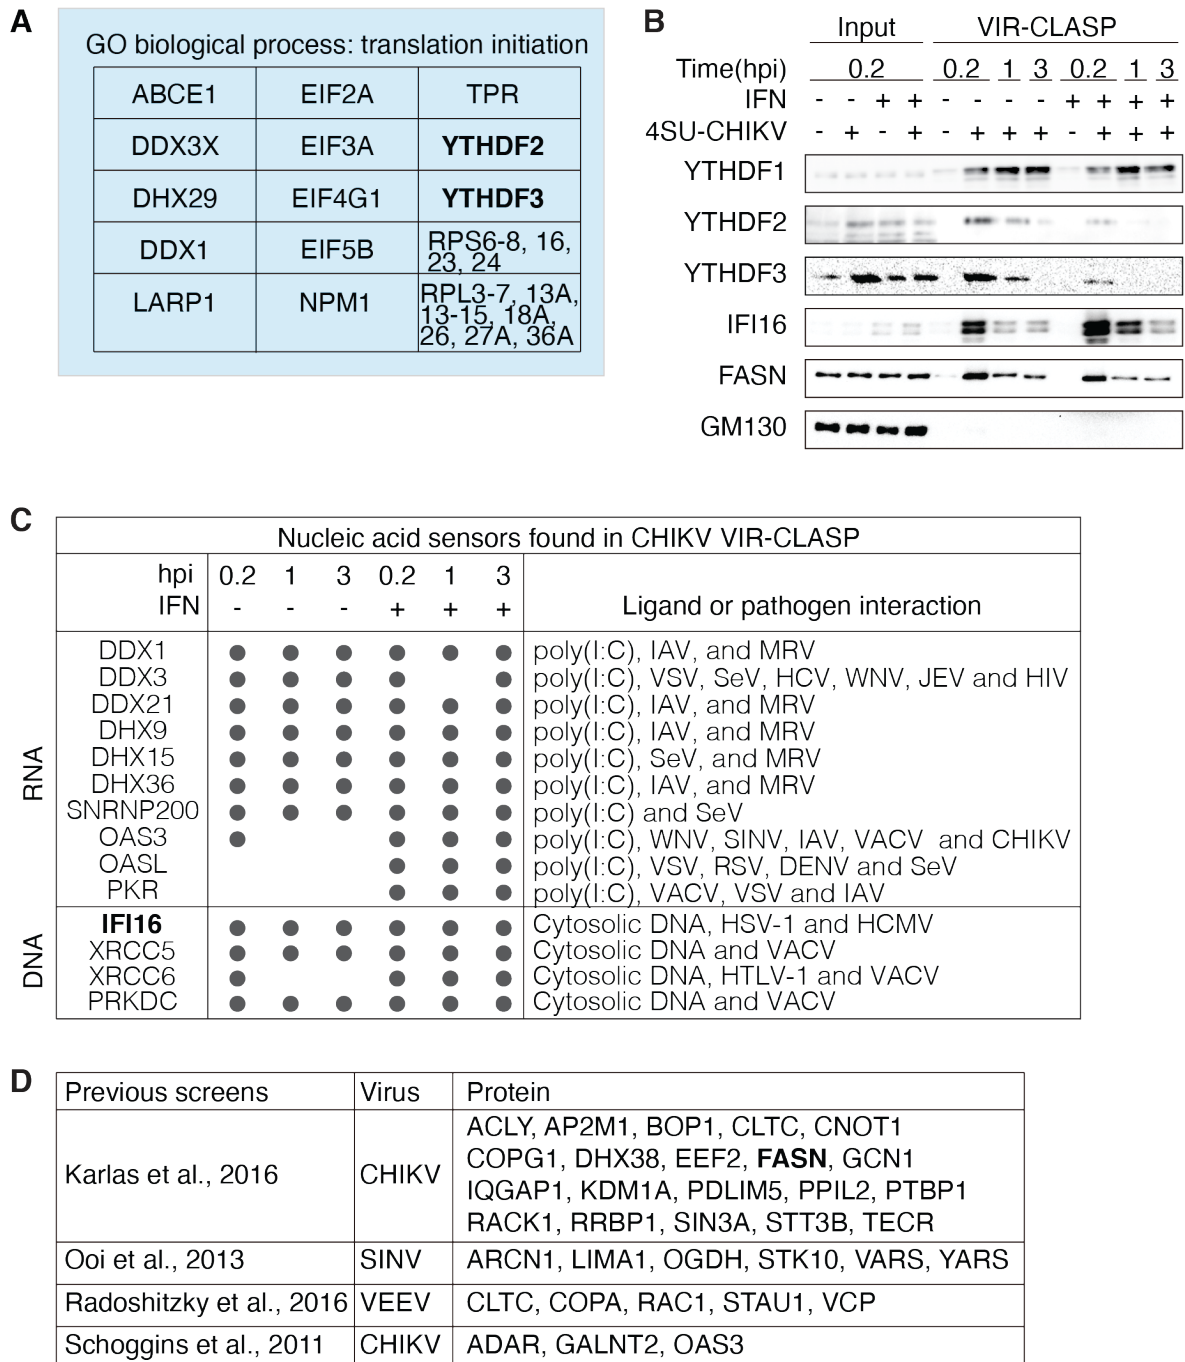 A
GO biological process: translation initiation
ABCE1 EIF2A TPR
DDX3X EIF3A YTHDF2
DHX29 EIF4G1 YTHDF3
DDX1 EIF5B RPS6-8, 16,
23, 24
LARP1 NPM1 RPL3-7, 13A,
13-15, 18A,
26, 27A, 36A
B
Input VIR-CLASP
Time(hpi) 0.2 0.2 1 3 0.2 1 3
IFN - - + + - - - - + + + +
4SU-CHIKV - + - + - + + + - + + +
YTHDF1
YTHDF2
YTHDF3
IFI16
FASN
GM130
C
Nucleic acid sensors found in CHIKV VIR-CLASP
hpi 0.2 1 3 0.2 1 3
IFN - - - + + + Ligand or pathogen interaction
RNA
DDX1 poly(I:C), IAV, and MRV
DDX3 poly(I:C), VSV, SeV, HCV, WNV, JEV and HIV
DDX21 poly(I:C), IAV, and MRV
DHX9 poly(I:C), IAV, and MRV
DHX15 poly(I:C), SeV, and MRV
DHX36 poly(I:C), IAV, and MRV
SNRNP200 poly(I:C) and SeV
OAS3 poly(I:C), WNV, SINV, IAV, VACV and CHIKV
OASL poly(I:C), VSV, RSV, DENV and SeV
PKR poly(I:C), VACV, VSV and IAV
DNA
IFI16 Cytosolic DNA, HSV-1 and HCMV
XRCC5 Cytosolic DNA and VACV
XRCC6 Cytosolic DNA, HTLV-1 and VACV
PRKDC Cytosolic DNA and VACV
D
Previous screens Virus Protein
Karlas et al., 2016 CHIKV ACLY, AP2M1, BOP1, CLTC, CNOT1
COPG1, DHX38, EEF2, FASN, GCN1
IQGAP1, KDM1A, PDLIM5, PPIL2, PTBP1
RACK1, RRBP1, SIN3A, STT3B, TECR
Ooi et al., 2013 SINV ARCN1, LIMA1, OGDH, STK10, VARS, YARS
Radoshitzky et al., 2016 VEEV CLTC, COPA, RAC1, STAU1, VCP
Schoggins et al., 2011 CHIKV ADAR, GALNT2, OAS3